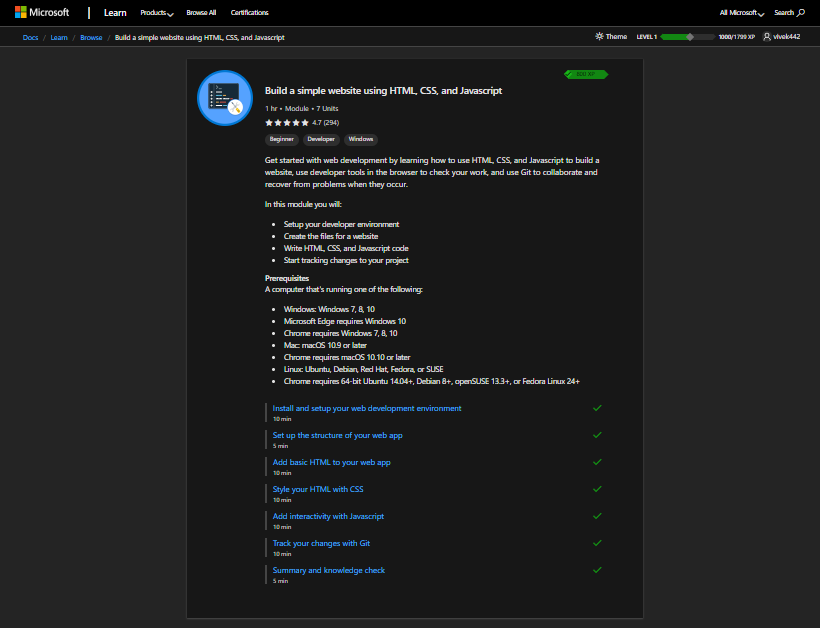 Microsoft Learn Products Browse All Certifications All Microsoft Search
Docs / Learn / Browse / Build a simple website using HTML, CSS, and Javascript Theme LEVEL 1 1000/1799 XP vivek442
800 XP
Build a simple website using HTML, CSS, and Javascript
1 hr • Module • 7 Units
4.7 (294)
Beginner Developer Windows
Get started with web development by learning how to use HTML, CSS, and Javascript to build a
website, use developer tools in the browser to check your work, and use Git to collaborate and
recover from problems when they occur.
In this module you will:
• Setup your developer environment
• Create the files for a website
• Write HTML, CSS, and Javascript code
• Start tracking changes to your project
Prerequisites
A computer that's running one of the following:
• Windows: Windows 7, 8, 10
• Microsoft Edge requires Windows 10
• Chrome requires Windows 7, 8, 10
• Mac: macOS 10.9 or later
• Chrome requires macOS 10.10 or later
• Linux: Ubuntu, Debian, Red Hat, Fedora, or SUSE
• Chrome requires 64-bit Ubuntu 14.04+, Debian 8+, openSUSE 13.3+, or Fedora Linux 24+
Install and setup your web development environment
10 min
Set up the structure of your web app
5 min
Add basic HTML to your web app
10 min
Style your HTML with CSS
10 min
Add interactivity with Javascript
10 min
Track your changes with Git
10 min
Summary and knowledge check
5 min